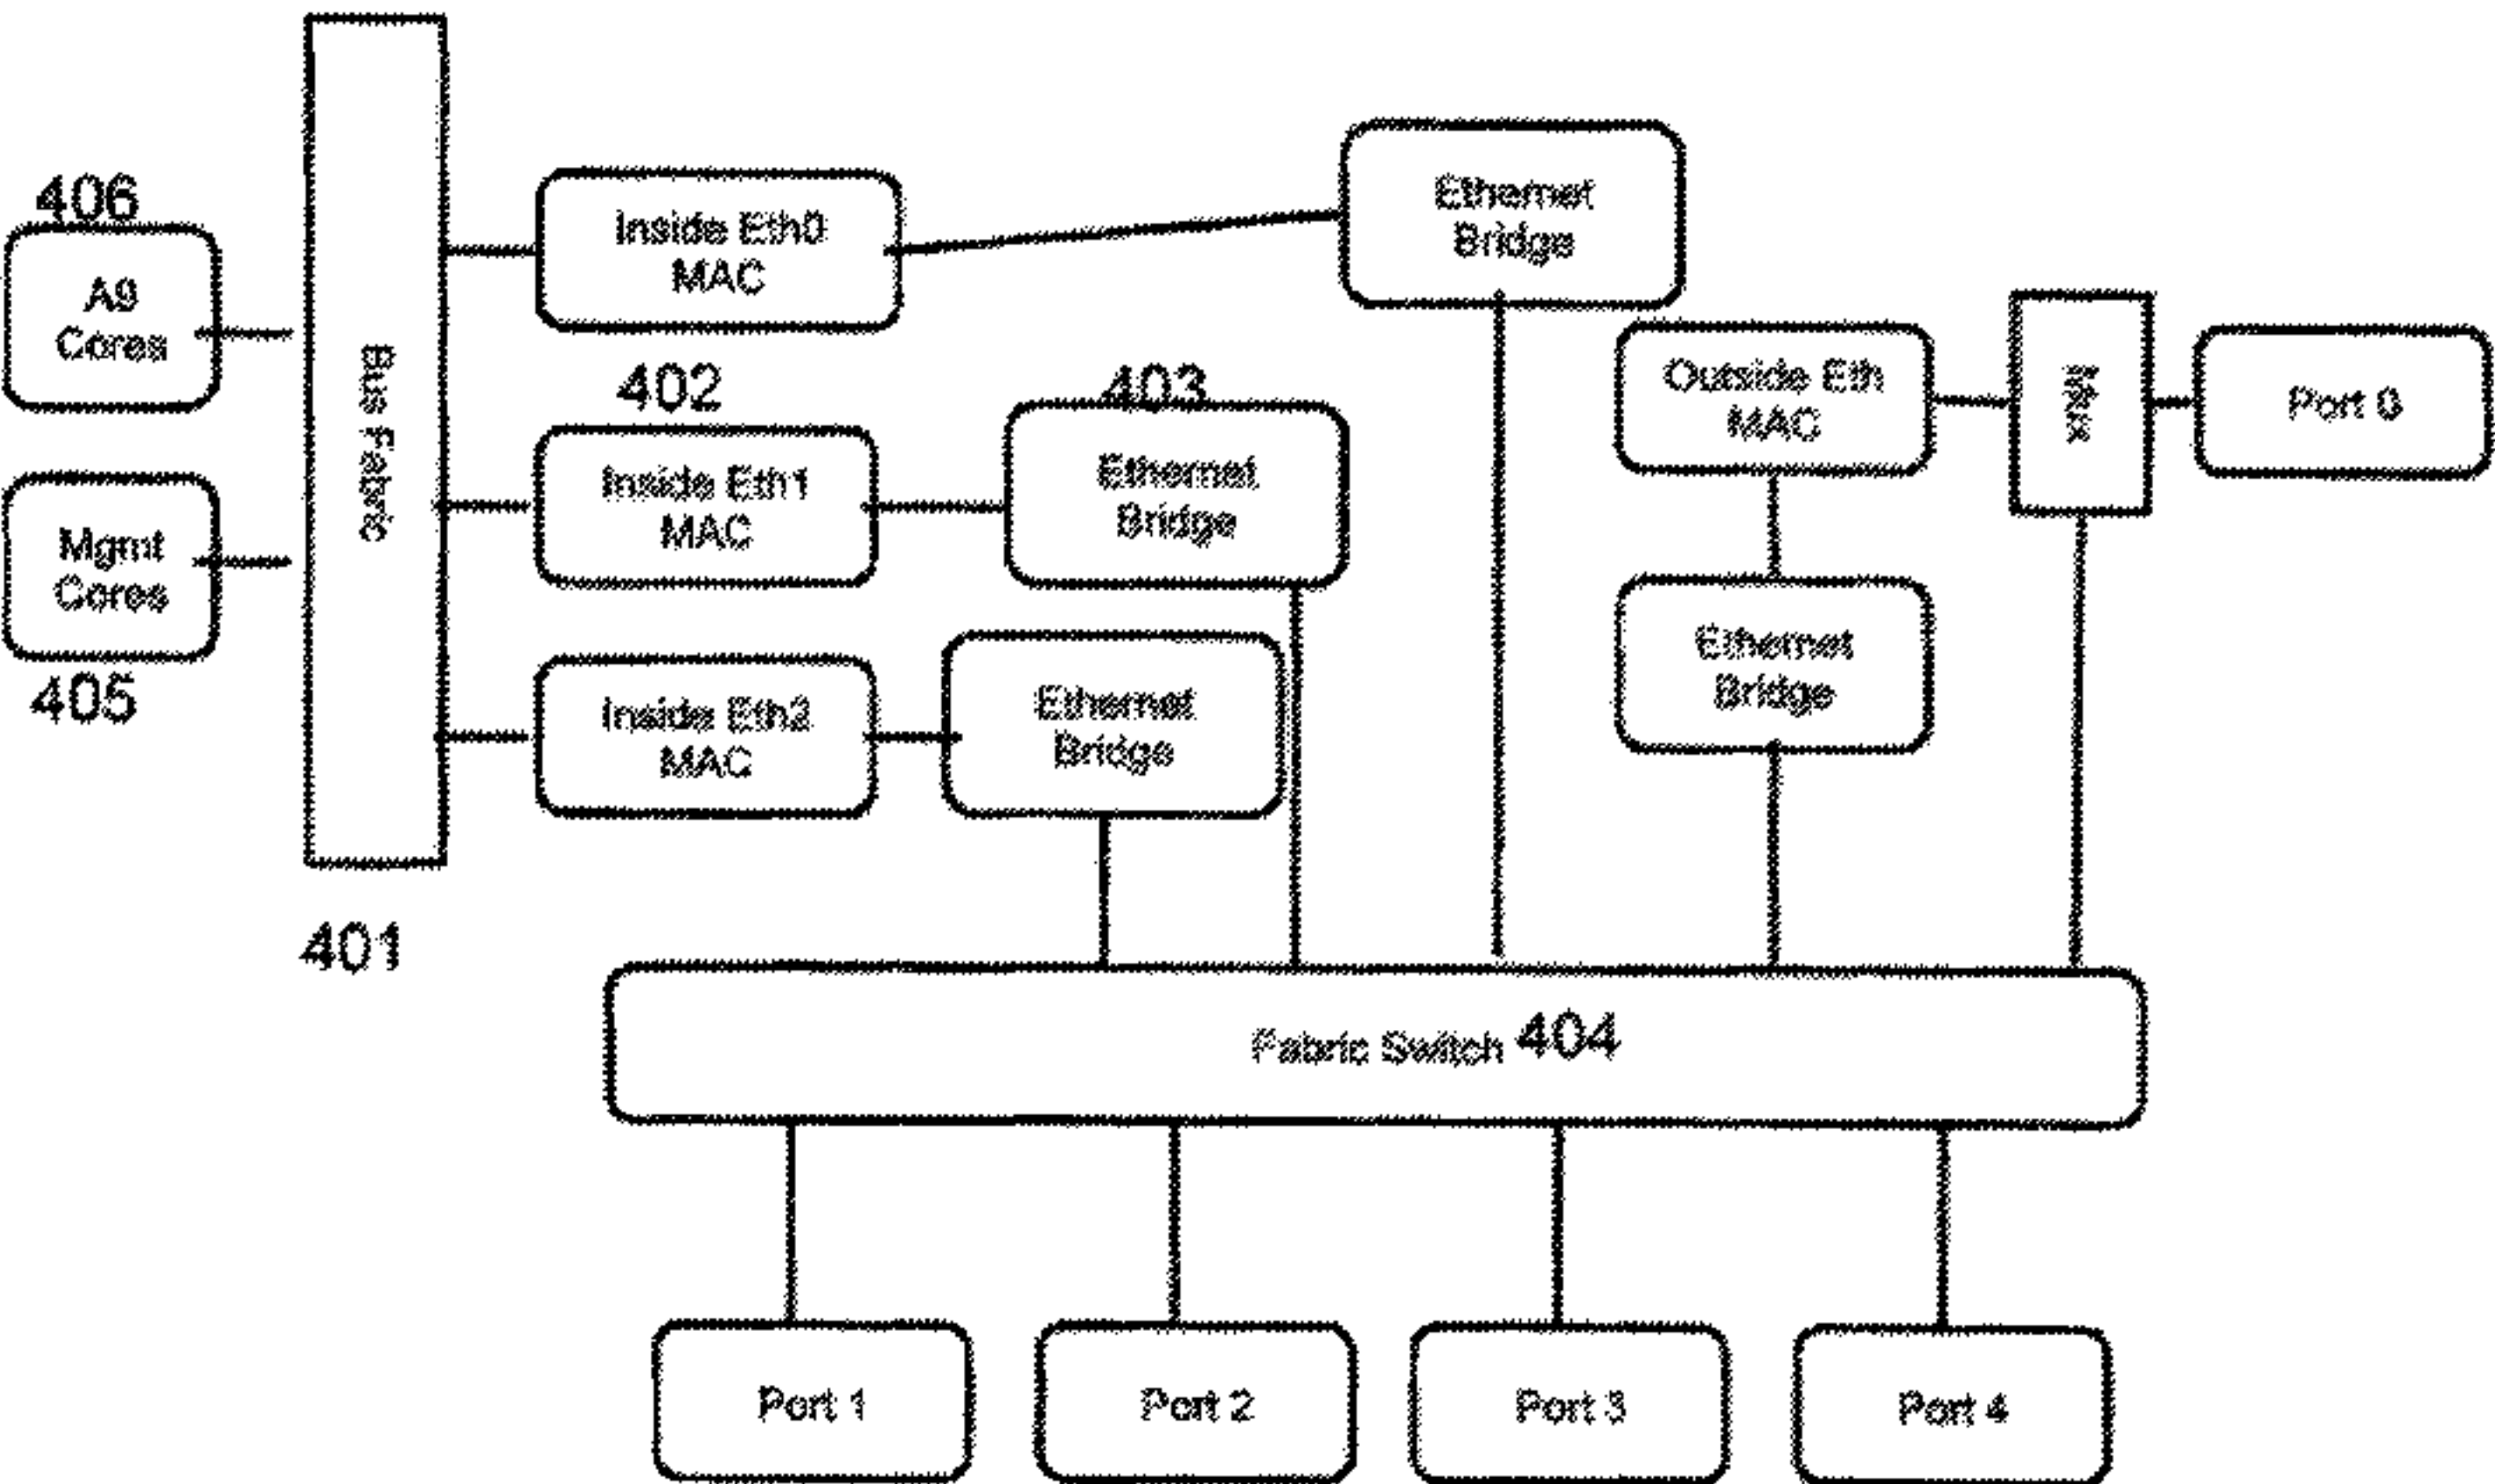 406
A9
Cores
Mgmt
Cores
405
Bus Fabric
401
Inside Eth0
MAC
402
Inside Eth1
MAC
Inside Eth2
MAC
Ethernet
Bridge
403
Ethernet
Bridge
Ethernet
Bridge
Outside Eth
MAC
Mux
Port 0
Ethernet
Bridge
Fabric Switch 404
Port 1
Port 2
Port 3
Port 4